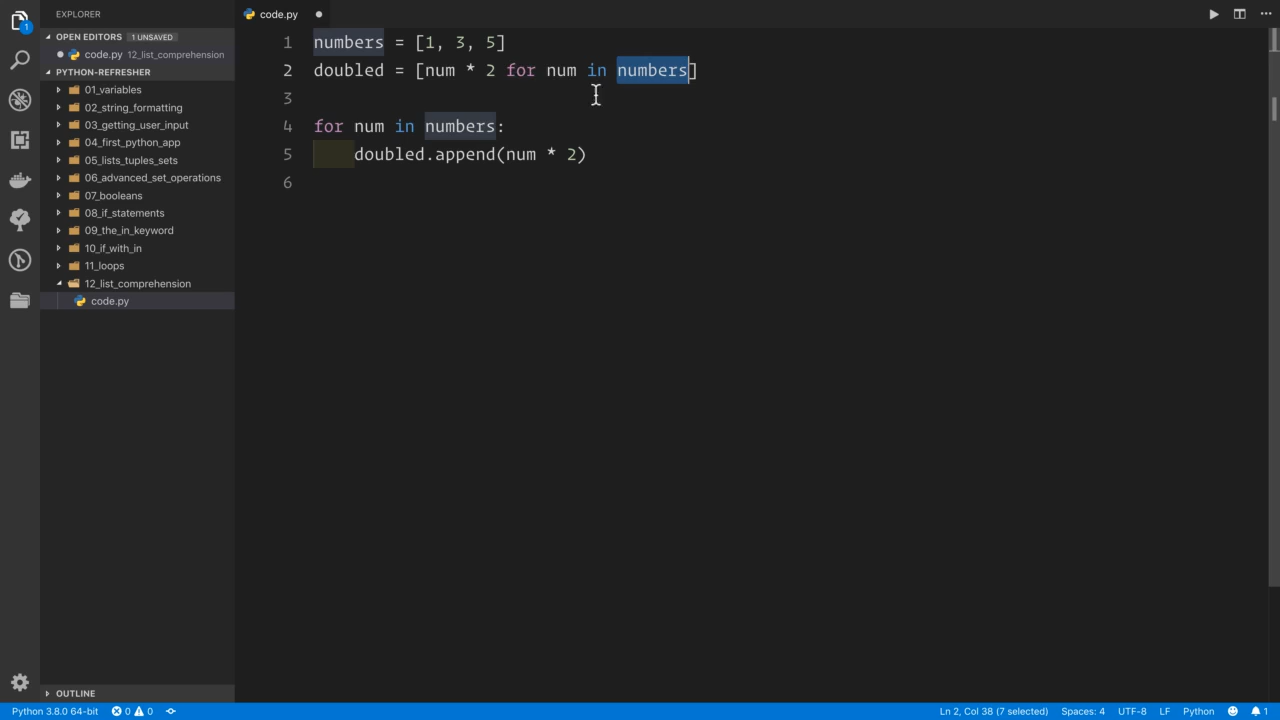 EXPLORER
OPEN EDITORS 1 UNSAVED
code.py 12_list_comprehension
PYTHON-REFRESHER
01_variables
02_string_formatting
03_getting_user_input
04_first_python_app
05_lists_tuples_sets
06_advanced_set_operations
07_booleans
08_if_statements
09_the_in_keyword
10_if_with_in
11_loops
12_list_comprehension
code.py
OUTLINE
code.py
1 numbers = [1, 3, 5]
2 doubled = [num * 2 for num in numbers]
3
4 for num in numbers:
5 doubled.append(num * 2)
6
1
Python 3.8.0 64-bit 0 0 Ln 2, Col 38 (7 selected) Spaces: 4 UTF-8 LF Python 1